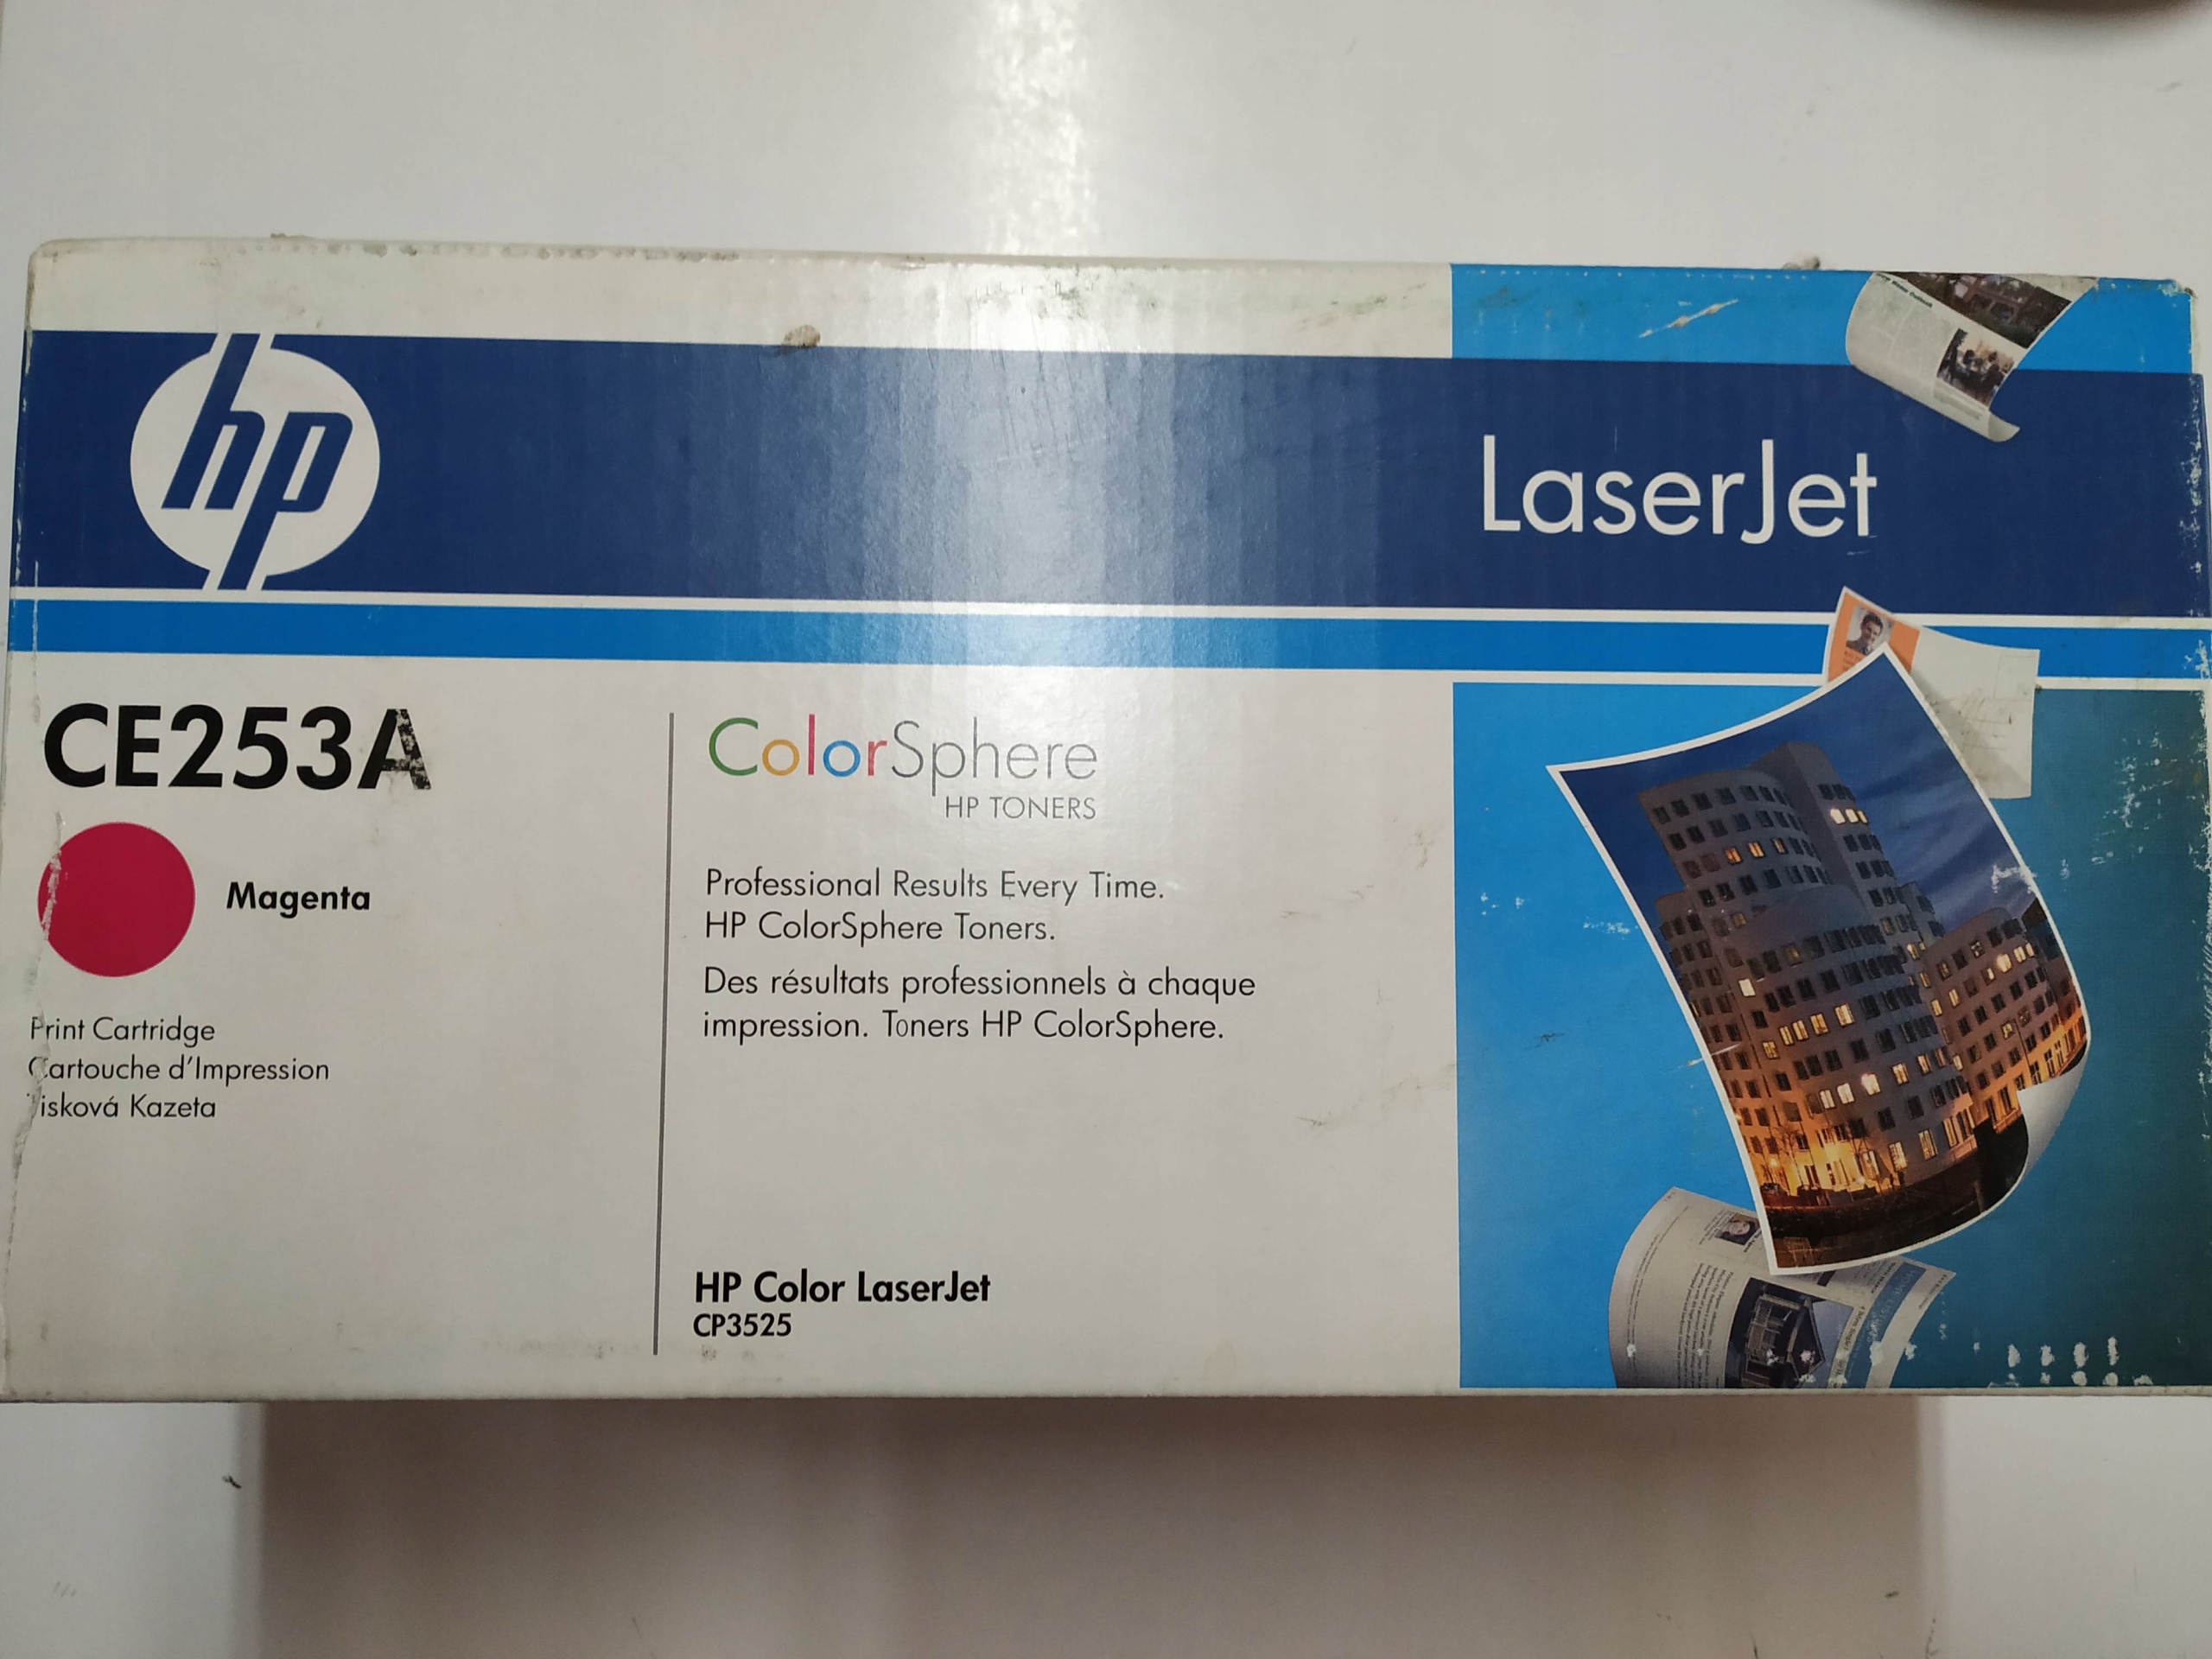 hp
LaserJet
CE253A
Magenta
Print Cartridge
Cartouche d'Impression
isková Kazeta
ColorSphere
HP TONERS
Professional Results Every Time.
HP ColorSphere Toners.
Des résultats professionnels à chaque
impression. Toners HP ColorSphere.
HP Color LaserJet
CP3525